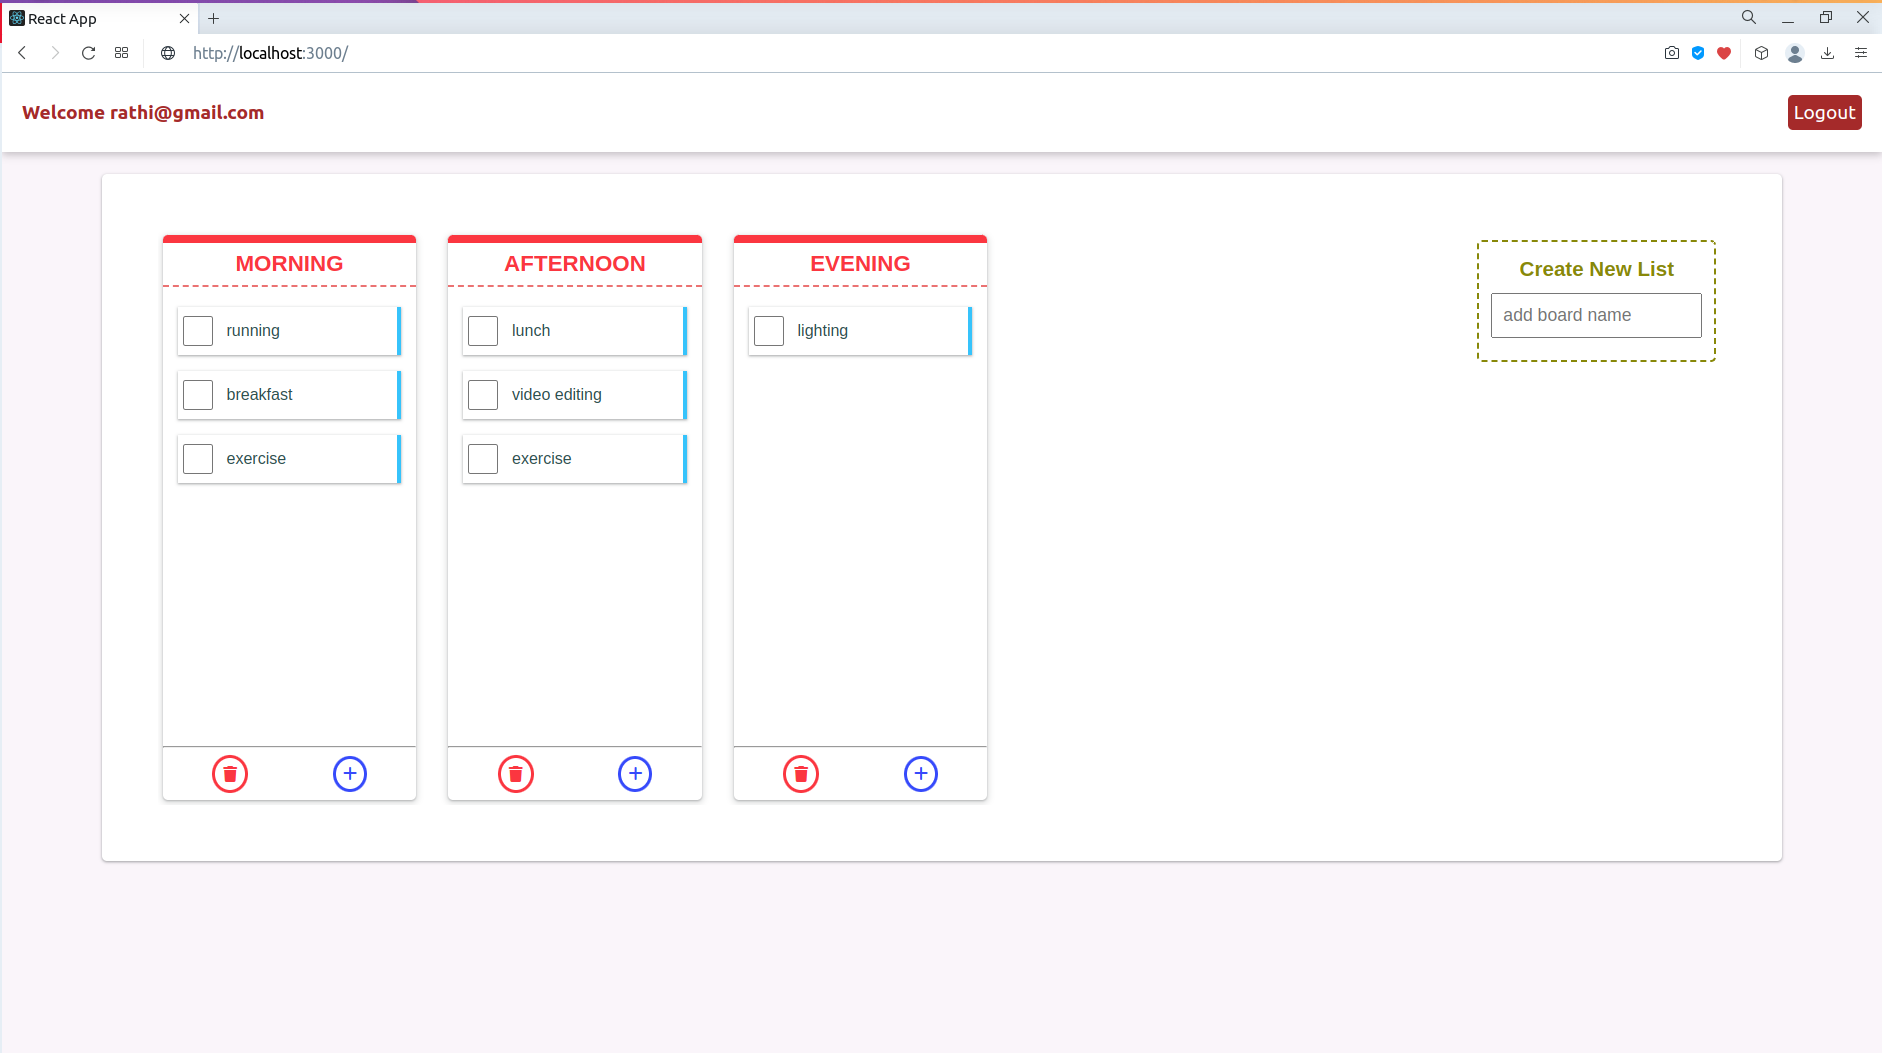 React App
http://localhost:3000/
Welcome rathi@gmail.com
Logout
MORNING
running
breakfast
exercise
AFTERNOON
lunch
video editing
exercise
EVENING
lighting
Create New List
add board name